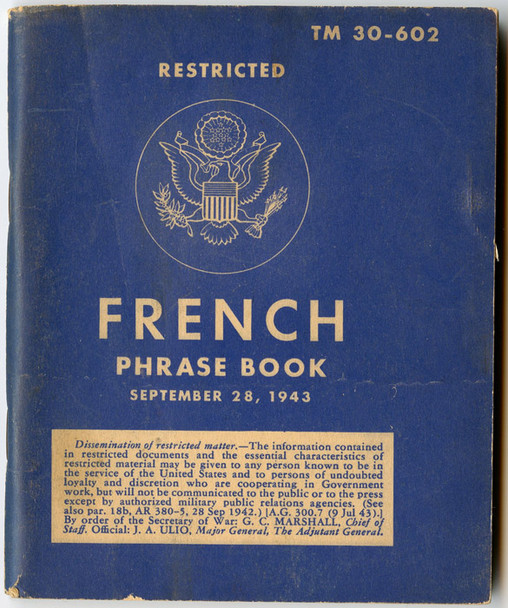 TM 30-602
RESTRICTED
FRENCH
PHRASE BOOK
SEPTEMBER 28, 1943
Dissemination of restricted matter.—The information contained
in restricted documents and the essential characteristics of
restricted material may be given to any person known to be in
the service of the United States and to persons of undoubted
loyalty and discretion who are cooperating in Government
work, but will not be communicated to the public or to the press
except by authorized military public relations agencies. (See
also par. 18b, AR 380-5, 28 Sep 1942.) [A.G. 300.7 (9 Jul 43).]
By order of the Secretary of War: G. C. MARSHALL, Chief of
Staff. Official: J. A. ULIO, Major General, The Adjutant General.